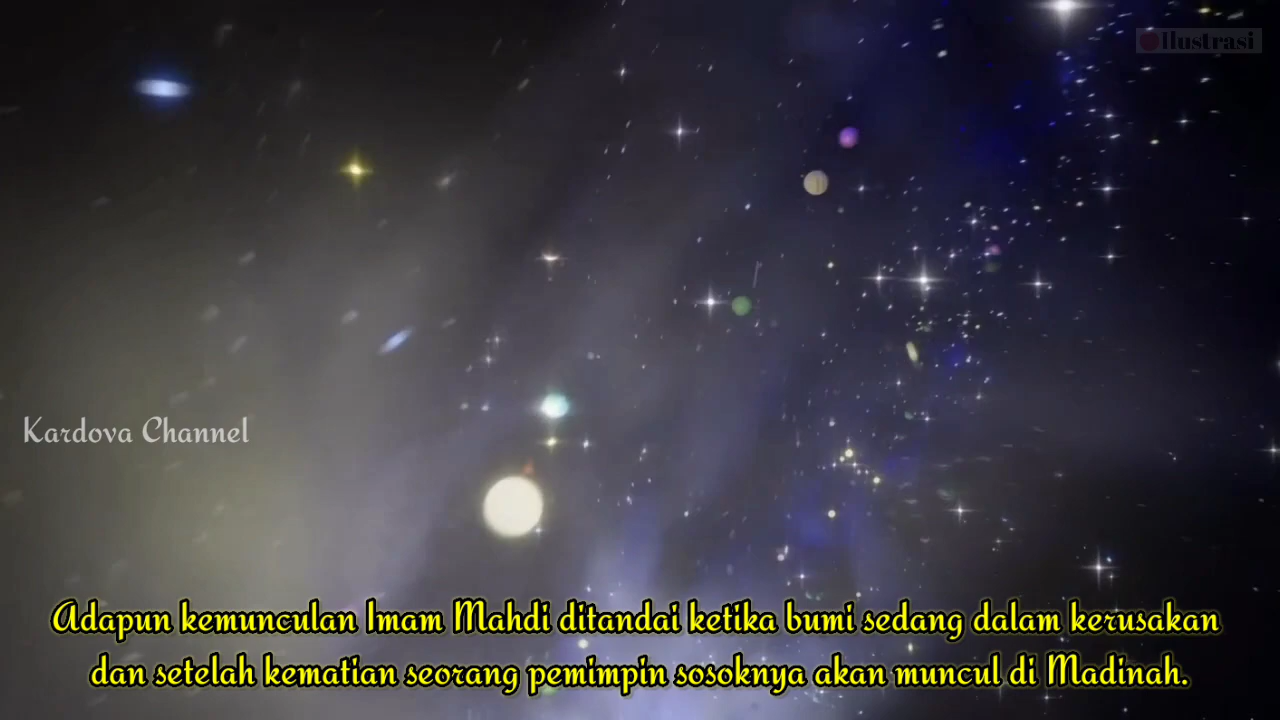 Ilustrasi
Kardova Channel
Adapun kemunculan Imam Mahdi ditandai ketika bumi sedang dalam kerusakan
dan setelah kematian seorang pemimpin sosoknya akan muncul di Madinah.